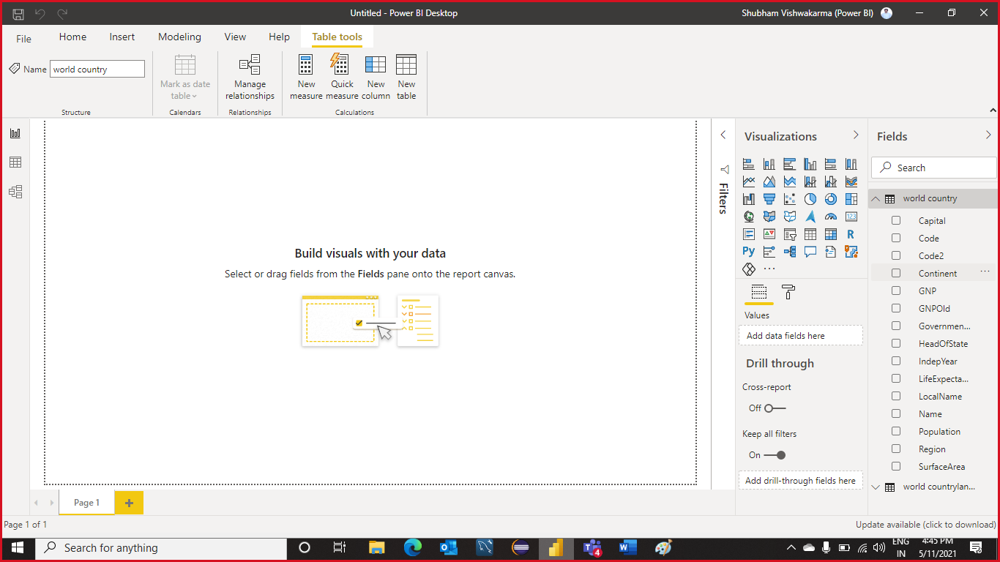 Untitled - Power BI Desktop
Shubham Vishwakarma (Power BI)
File
Home
Insert
Modeling
View
Help
Table tools
Name
world country
Mark as date
table
Manage
relationships
New
measure
Quick
measure
New
column
New
table
Structure
Calendars
Relationships
Calculations
Build visuals with your data
Select or drag fields from the Fields pane onto the report canvas.
Filters
Visualizations
123
R
Py
Values
Add data fields here
Drill through
Cross-report
Off
Keep all filters
On
Add drill-through fields here
Fields
Search
world country
Capital
Code
Code2
Continent
GNP
GNPOld
Governmen...
HeadOfState
IndepYear
LifeExpecta...
LocalName
Name
Population
Region
SurfaceArea
world countrylan...
Page 1
Page 1 of 1
Update available (click to download)
Search for anything
4
ENG
IN
4:45 PM
5/11/2021